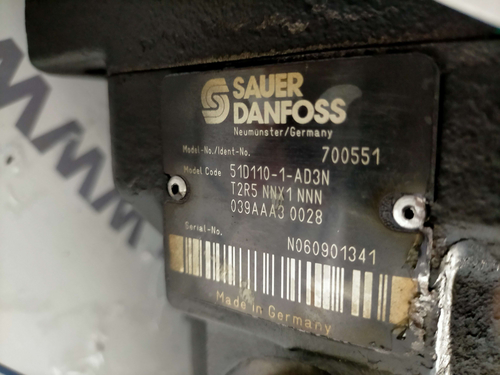 SAUER
DANFOSS
Neumünster/Germany
Model-No./Ident-No. 700551
Model Code 51D110-1-AD3N
T2R5 NNX1 NNN
039AAA3 0028
Serial-No. N060901341
Made in Germany